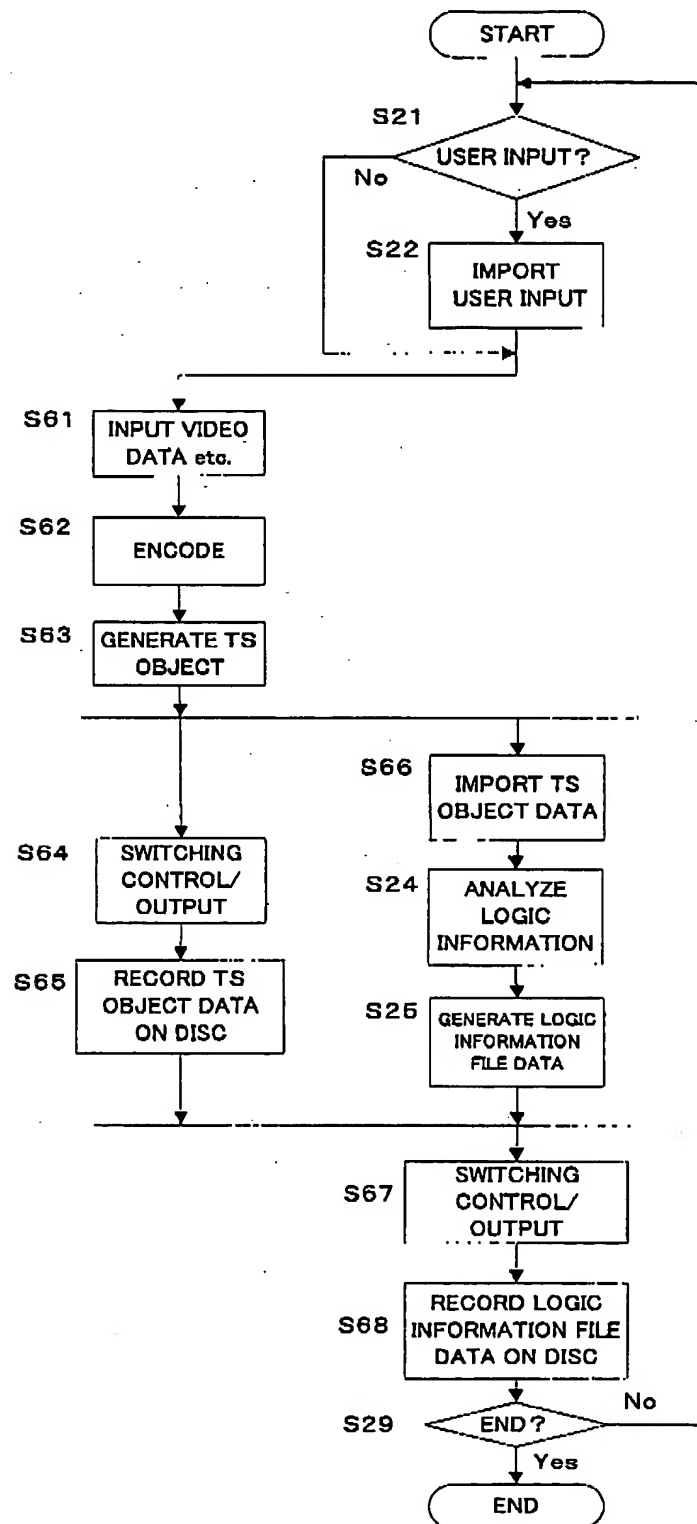 START
S21
USER INPUT?
No
Yes
S22
IMPORT
USER INPUT
S61
INPUT VIDEO
DATA etc.
S62
ENCODE
S63
GENERATE TS
OBJECT
S66
IMPORT TS
OBJECT DATA
S64
SWITCHING
CONTROL/
OUTPUT
S24
ANALYZE
LOGIC
INFORMATION
S65
RECORD TS
OBJECT DATA
ON DISC
S25
GENERATE LOGIC
INFORMATION
FILE DATA
S67
SWITCHING
CONTROL/
OUTPUT
S68
RECORD LOGIC
INFORMATION FILE
DATA ON DISC
S29
END?
No
Yes
END